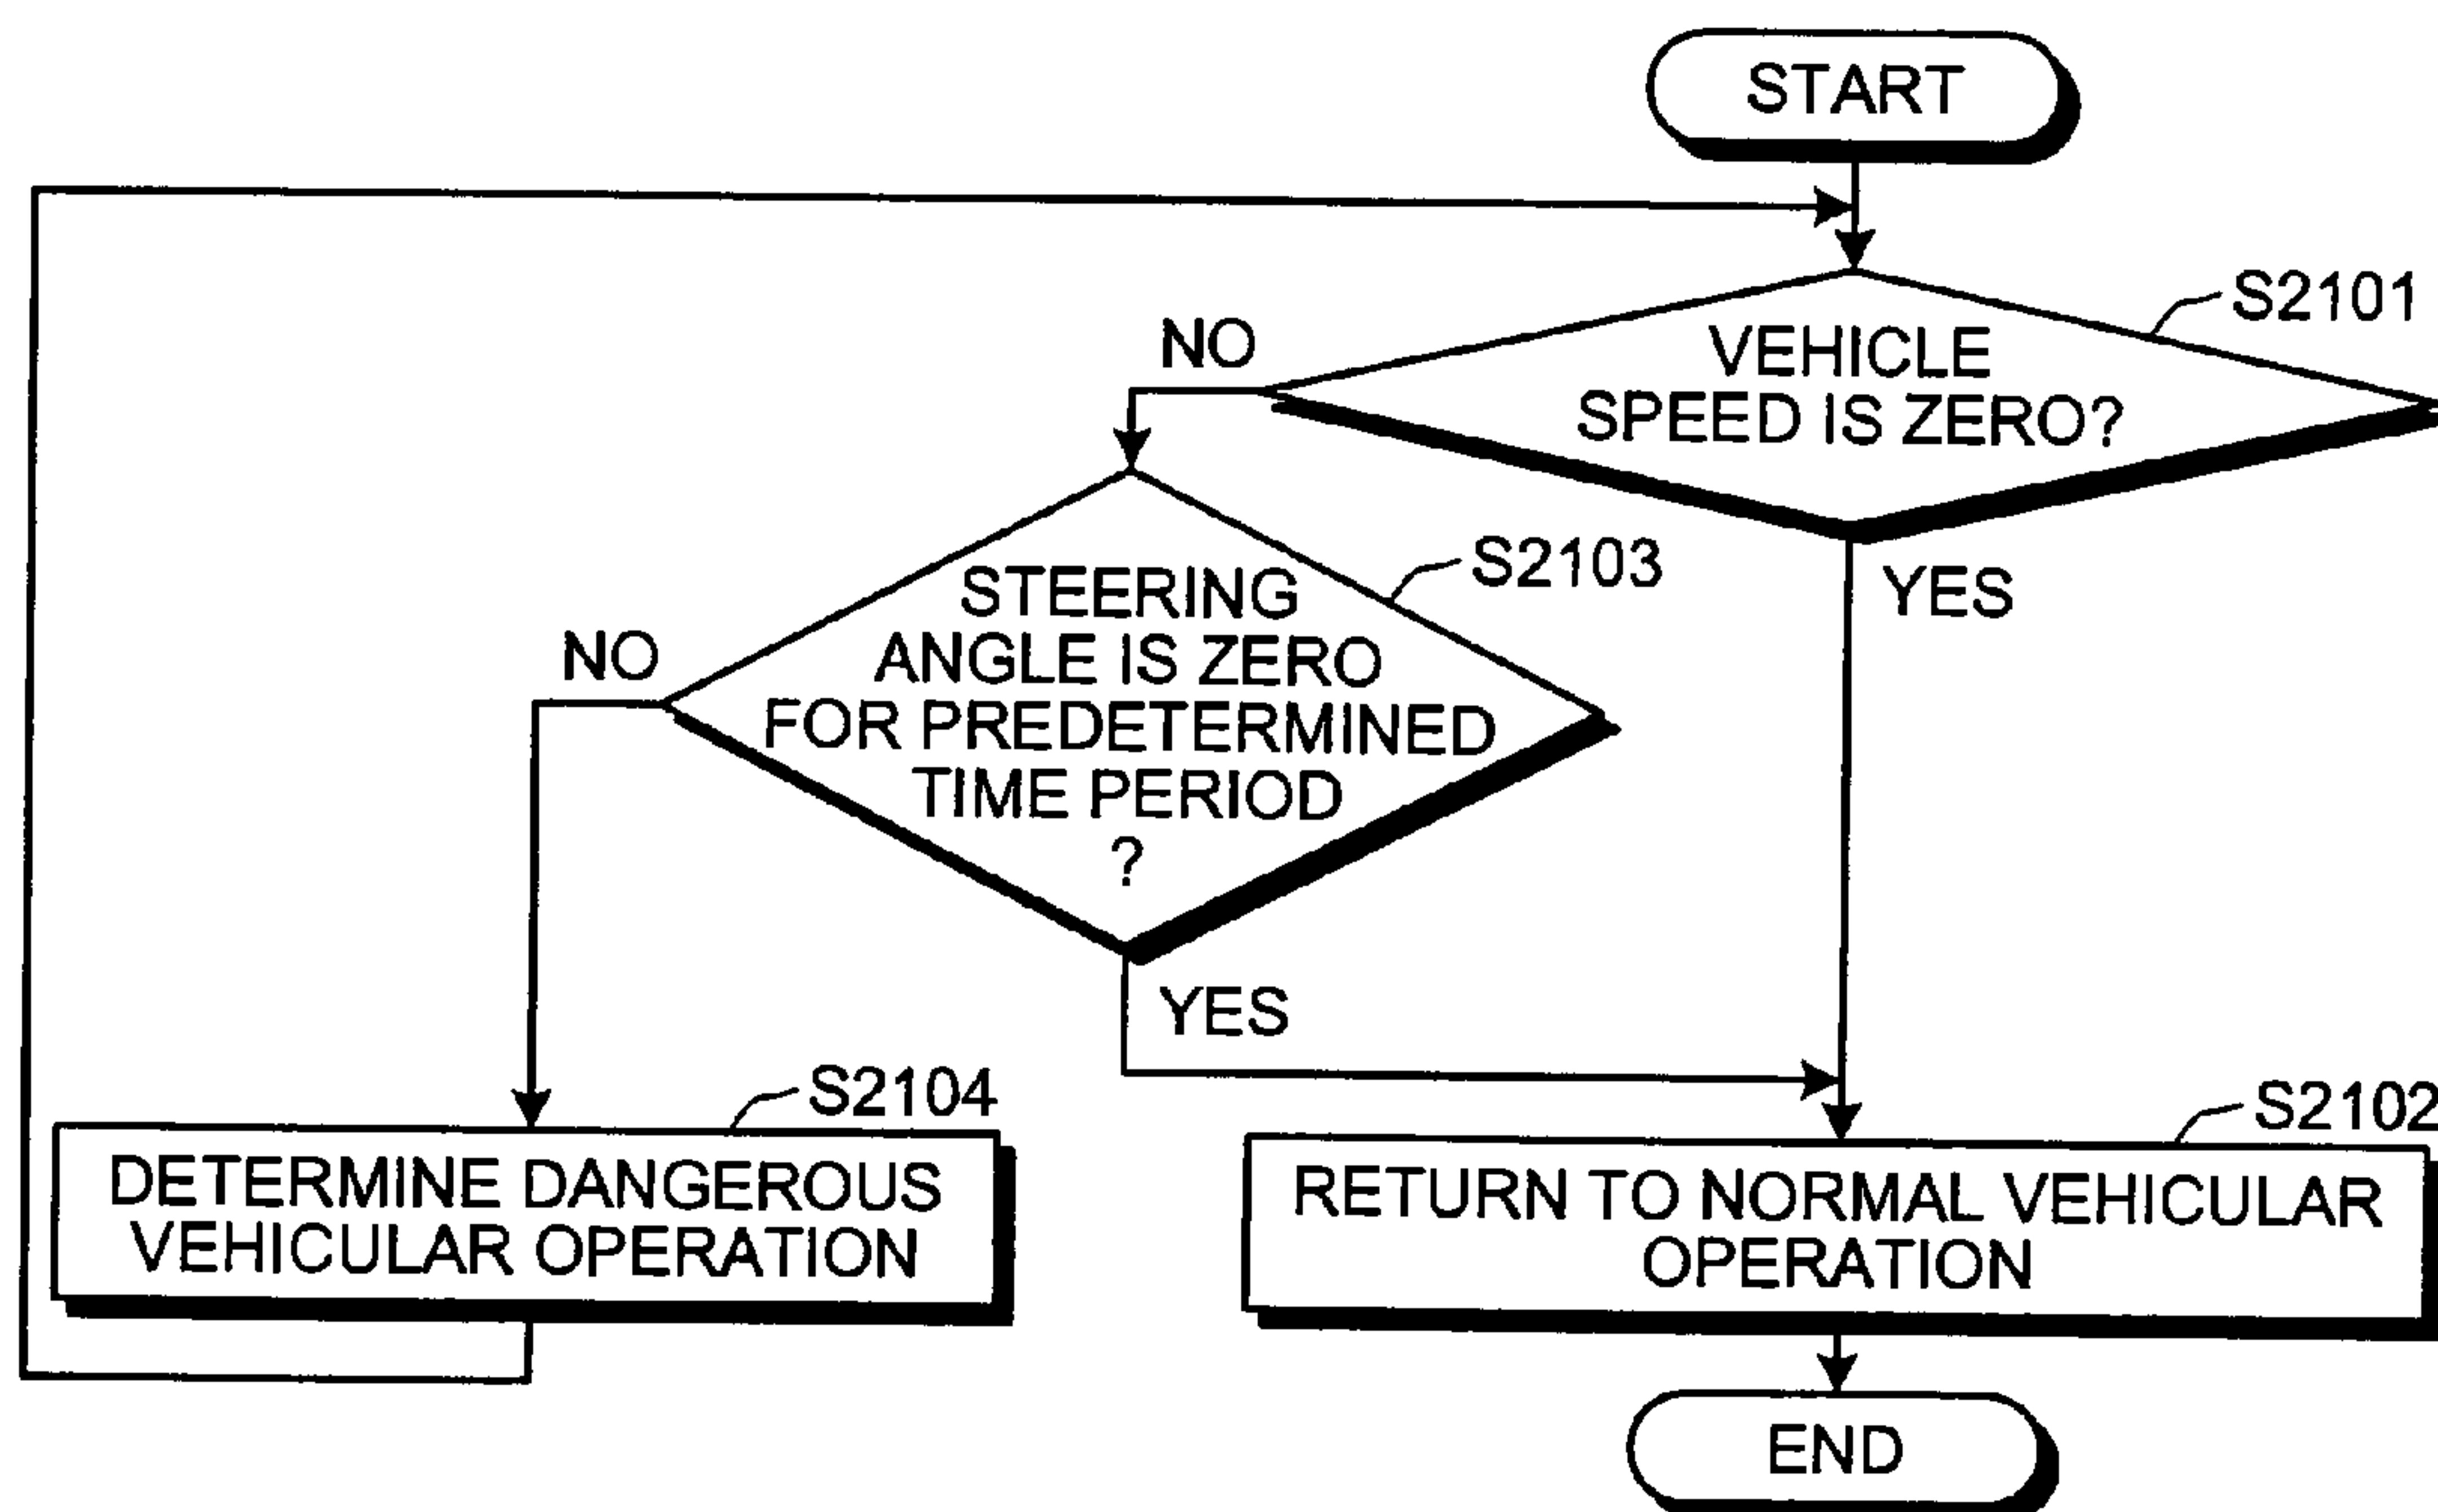 START
S2101
VEHICLE
SPEED IS ZERO?
NO
YES
S2103
STEERING
ANGLE IS ZERO
FOR PREDETERMINED
TIME PERIOD
?
NO
YES
S2104
DETERMINE DANGEROUS
VEHICULAR OPERATION
S2102
RETURN TO NORMAL VEHICULAR
OPERATION
END